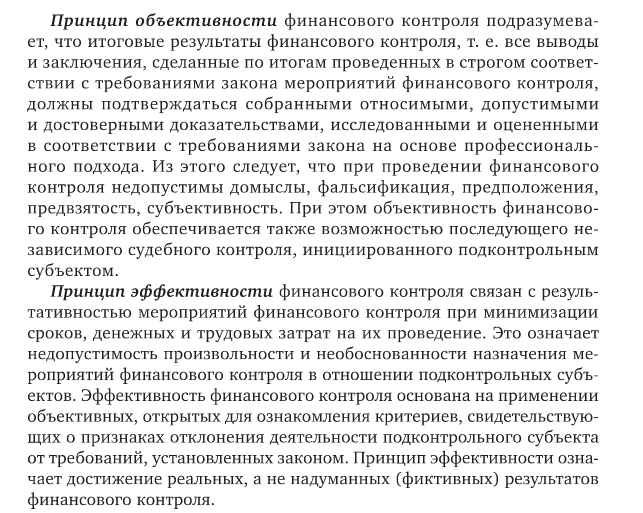 Принцип объективности финансового контроля подразумева-
ет, что итоговые результаты финансового контроля, т. е. все выводы
и заключения, сделанные по итогам проведенных в строгом соответ-
ствии с требованиями закона мероприятий финансового контроля,
должны подтверждаться собранными относимыми, допустимыми
и достоверными доказательствами, исследованными и оцененными
в соответствии с требованиями закона на основе профессиональ-
ного подхода. Из этого следует, что при проведении финансового
контроля недопустимы домыслы, фальсификация, предположения,
предвзятость, субъективность. При этом объективность финансово-
го контроля обеспечивается также возможностью последующего не-
зависимого судебного контроля, инициированного подконтрольным
субъектом.
Принцип эффективности финансового контроля связан с резуль-
тативностью мероприятий финансового контроля при минимизации
сроков, денежных и трудовых затрат на их проведение. Это означает
недопустимость произвольности и необоснованности назначения ме-
роприятий финансового контроля в отношении подконтрольных субъ-
ектов. Эффективность финансового контроля основана на применении
объективных, открытых для ознакомления критериев, свидетельствую-
щих о признаках отклонения деятельности подконтрольного субъекта
от требований, установленных законом. Принцип эффективности озна-
чает достижение реальных, а не надуманных (фиктивных) результатов
финансового контроля.